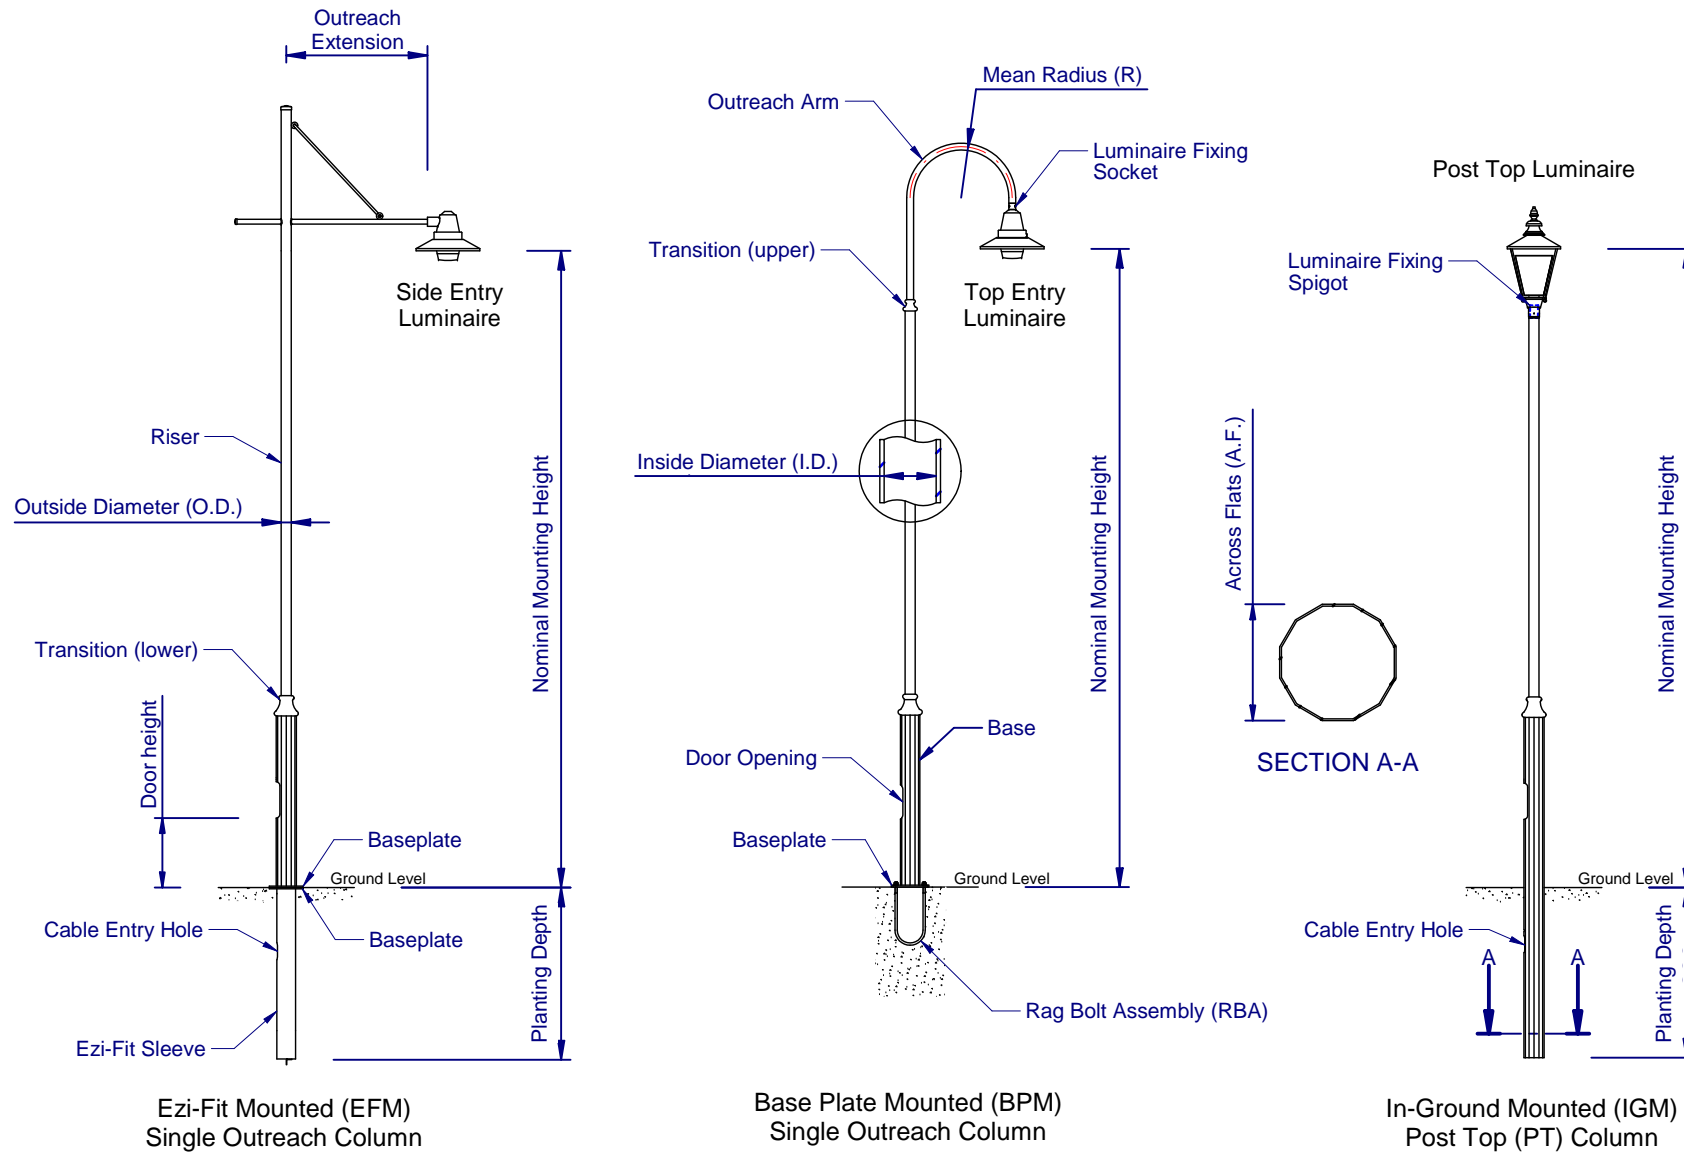 Outreach
Extension
Side Entry
Luminaire
Riser
Outside Diameter (O.D.)
Transition (lower)
Door height
Nominal Mounting Height
Baseplate
Ground Level
Cable Entry Hole
Baseplate
Planting Depth
Ezi-Fit Sleeve
Ezi-Fit Mounted (EFM)
Single Outreach Column
Mean Radius (R)
Outreach Arm
Luminaire Fixing
Socket
Transition (upper)
Top Entry
Luminaire
Inside Diameter (I.D.)
Nominal Mounting Height
Base
Door Opening
Baseplate
Ground Level
Rag Bolt Assembly (RBA)
Base Plate Mounted (BPM)
Single Outreach Column
Post Top Luminaire
Luminaire Fixing
Spigot
Across Flats (A.F.)
SECTION A-A
Nominal Mounting Height
Ground Level
Cable Entry Hole
A
A
Planting Depth
In-Ground Mounted (IGM)
Post Top (PT) Column